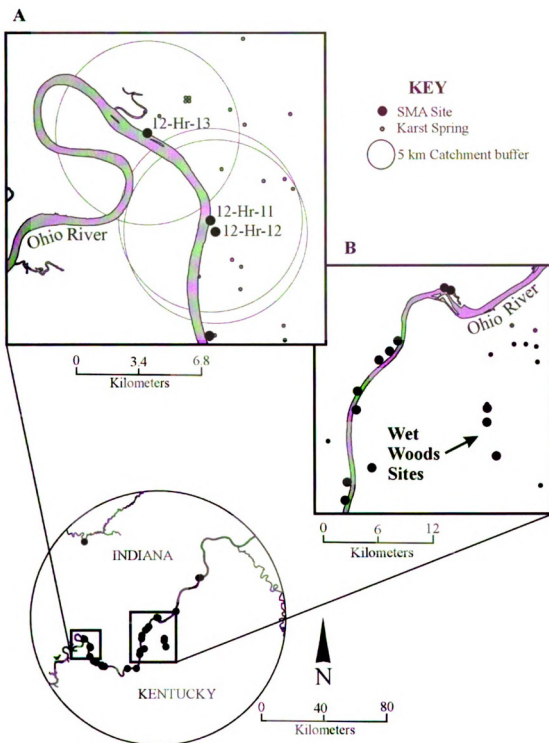 A
12-Hr-13
12-Hr-11
12-Hr-12
Ohio River
0 3.4 6.8
Kilometers
KEY
SMA Site
Karst Spring
5 km Catchment buffer
B
Ohio River
Wet
Woods
Sites
0 6 12
Kilometers
INDIANA
KENTUCKY
N
0 40 80
Kilometers